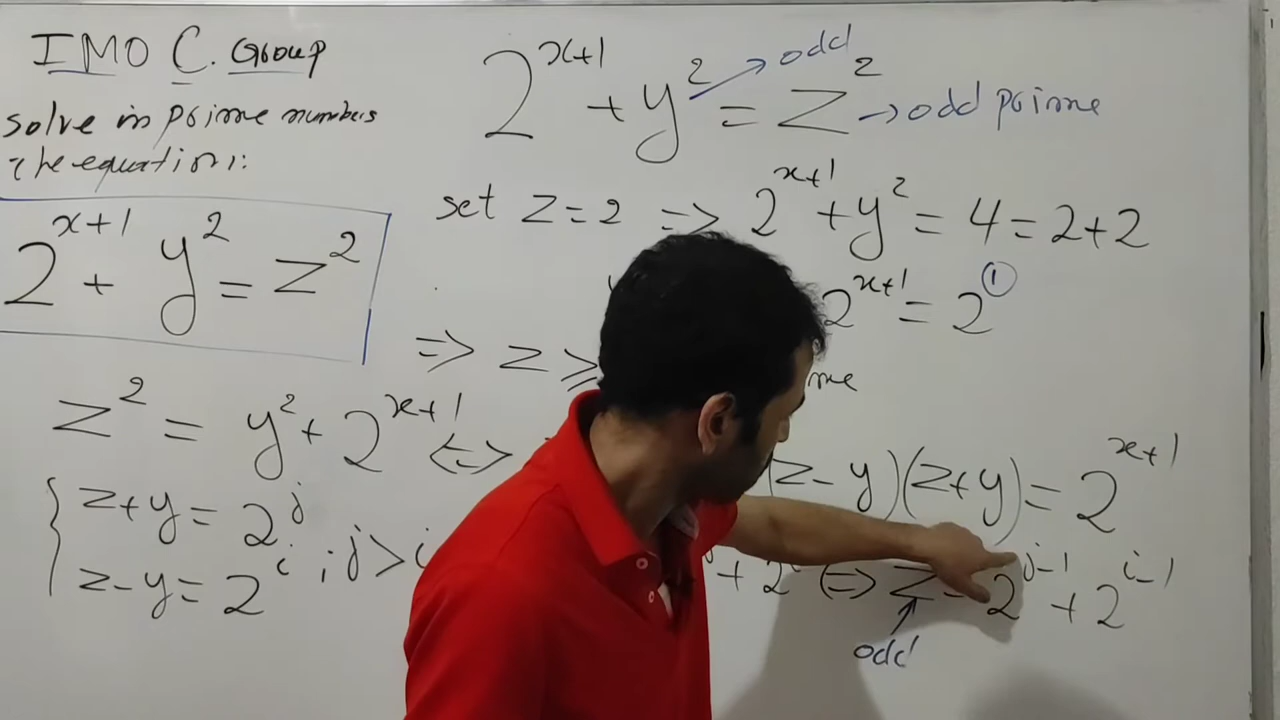 IMO C. Group
solve in prime numbers
the equation:
2^{x+1} + y^2 = z^2
2^{x+1} + y^2 = z^2
odd
→ odd prime
set z = 2 => 2^{x+1} + y^2 = 4 = 2+2
2^{x+1} = 2^①
=> z ≥
me
z^2 = y^2 + 2^{x+1} <=>
(z-y)(z+y) = 2^{x+1}
{ z+y = 2^j
z-y = 2^i ; j > i
+ 2^i <=> z = 2^{j-1} + 2^{i-1}
odd